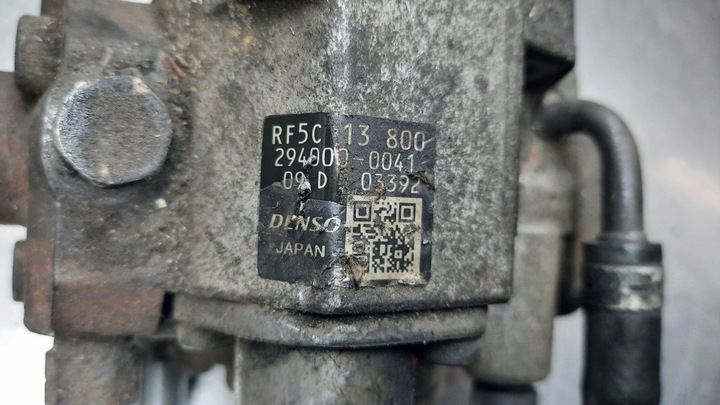 RF5C 13 800
294000-0041
09 D 03392
DENSO
JAPAN